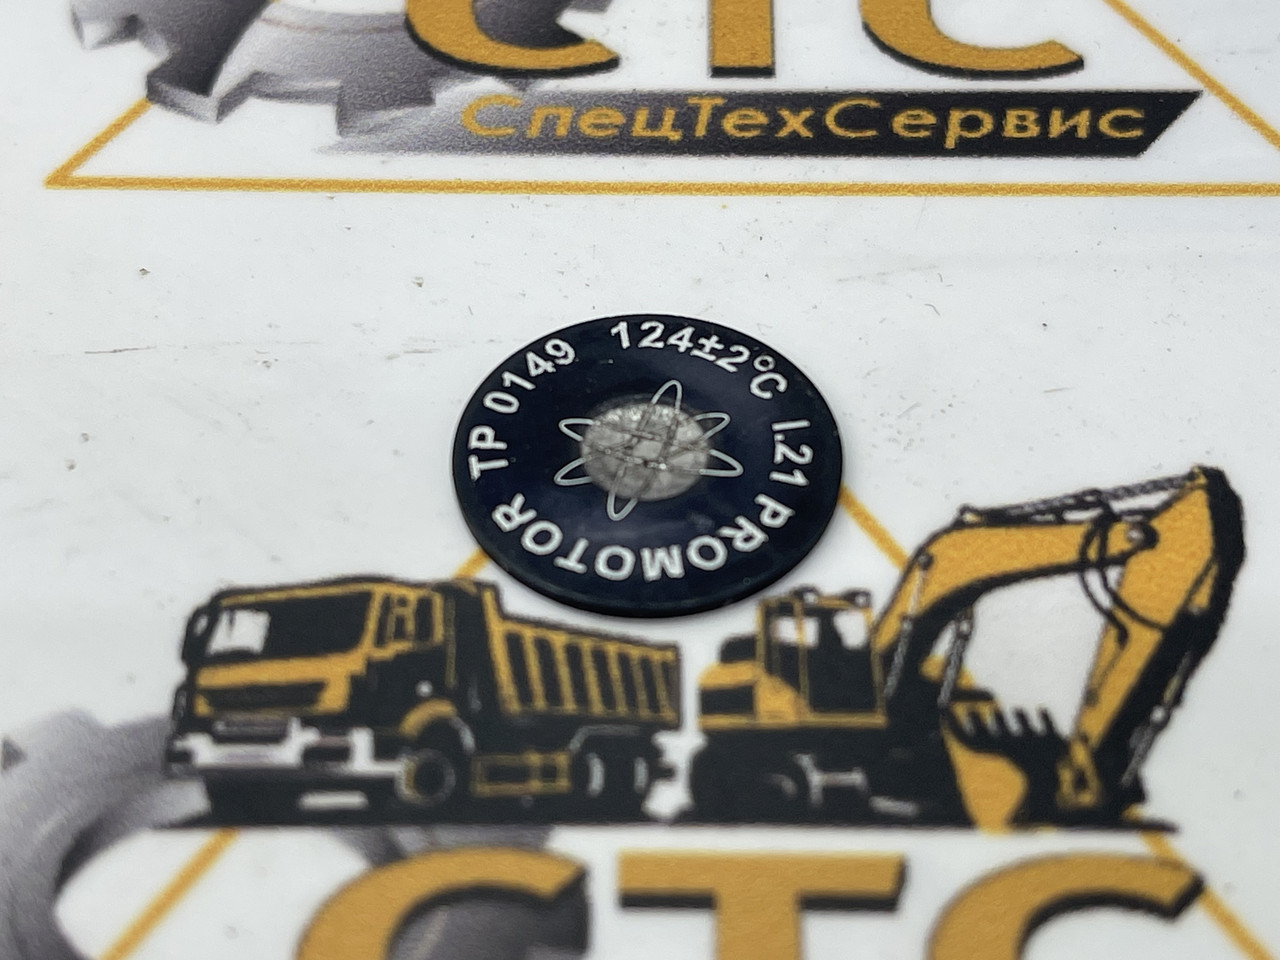 СТС
СпецТехСервис
PROMOTOR TP 0149 124±2°C I.21
СТС